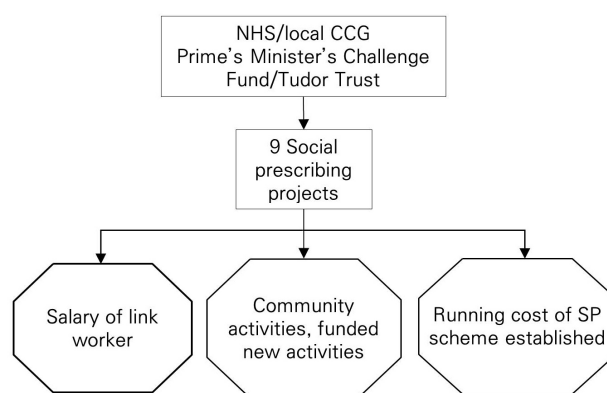 NHS/local CCG
Prime's Minister's Challenge
Fund/Tudor Trust
9 Social
prescribing
projects
Salary of link
worker
Community
activities, funded
new activities
Running cost of SP
scheme established